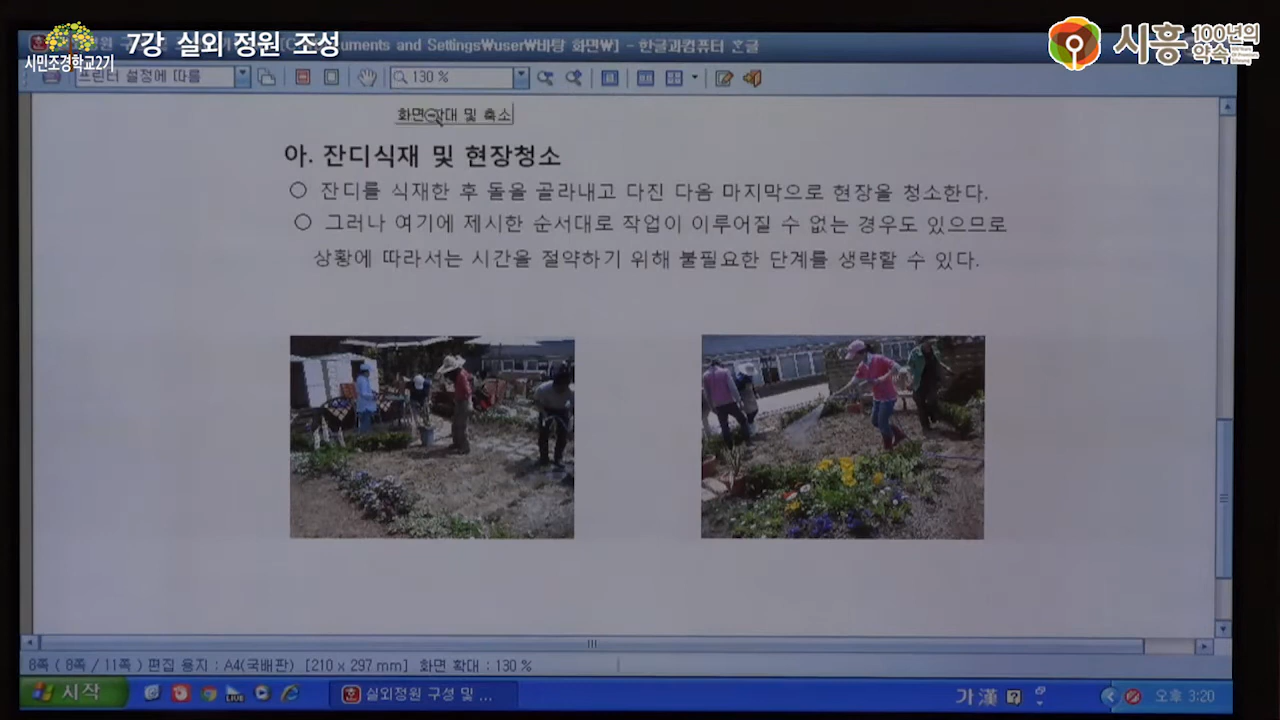 7강 실외 정원 조성
시민조경학교2기
시흥 100년의 약속
uments and Settings\user\바탕 화면\] - 한글과컴퓨터 흔글
프린터 설정에 따름
130 %
화면확대 및 축소
아. 잔디식재 및 현장청소
○ 잔디를 식재한 후 돌을 골라내고 다진 다음 마지막으로 현장을 청소한다.
○ 그러나 여기에 제시한 순서대로 작업이 이루어질 수 없는 경우도 있으므로
상황에 따라서는 시간을 절약하기 위해 불필요한 단계를 생략할 수 있다.
8쪽 ( 8쪽 / 11쪽 ) 편집 용지 : A4(국배판) [210 x 297 mm] 화면 확대 : 130 %
시작
LIVE
실외정원 구성 및 ...
가 漢
오후 3:20